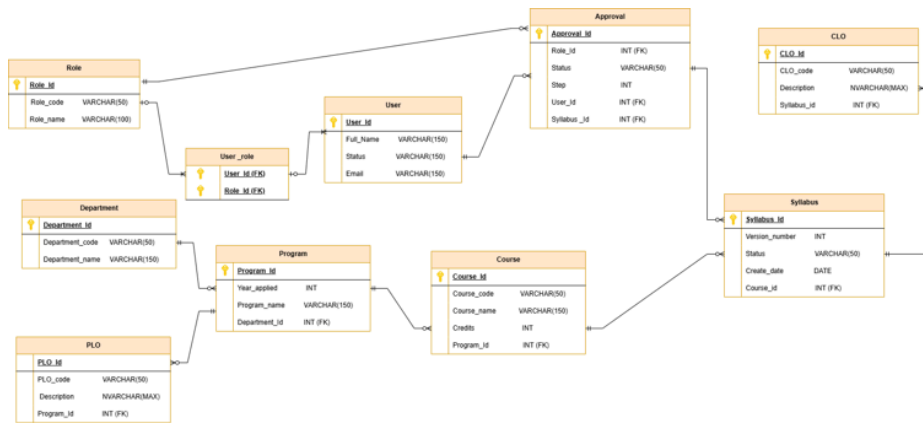 Approval
Approval_Id
Role_Id INT (FK)
Status VARCHAR(50)
Step INT
User_Id INT (FK)
Syllabus _Id INT (FK)
CLO
CLO_Id
CLO_code VARCHAR(50)
Description NVARCHAR(MAX)
Syllabus_id INT (FK)
Role
Role_Id
Role_code VARCHAR(50)
Role_name VARCHAR(100)
User
User_Id
Full_Name VARCHAR(150)
Status VARCHAR(150)
Email VARCHAR(150)
User _role
User_Id (FK)
Role_Id (FK)
Department
Department_Id
Department_code VARCHAR(50)
Department_name VARCHAR(150)
Program
Program_Id
Year_applied INT
Program_name VARCHAR(150)
Department_Id INT (FK)
Course
Course_Id
Course_code VARCHAR(50)
Course_name VARCHAR(150)
Credits INT
Program_Id INT (FK)
Syllabus
Syllabus_Id
Version_number INT
Status VARCHAR(50)
Create_date DATE
Course_id INT (FK)
PLO
PLO_Id
PLO_code VARCHAR(50)
Description NVARCHAR(MAX)
Program_Id INT (FK)